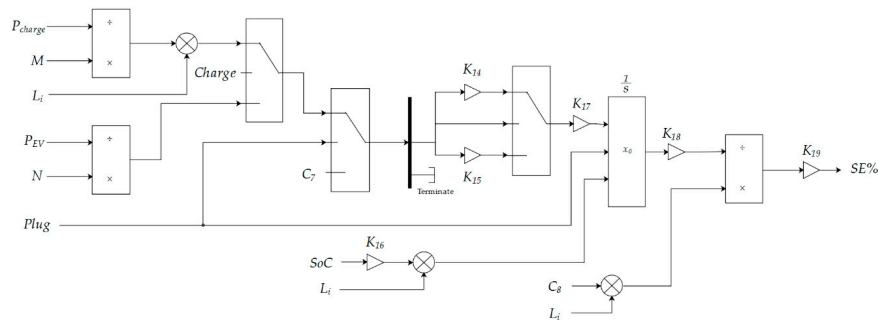 P_charge
÷
M
×
L_i
Charge
P_EV
÷
N
×
C_7
Plug
Terminate
K_14
K_15
K_17
1/s
x_0
K_18
÷
×
K_19
SE%
SoC
K_16
L_i
C_8
L_i